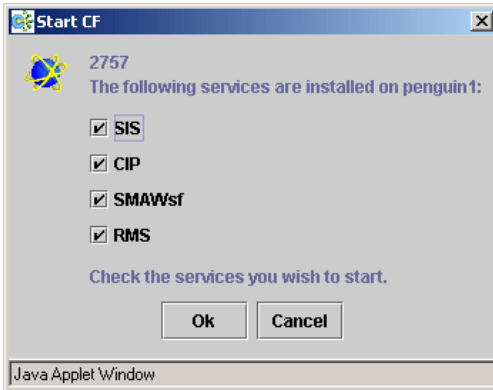 Start CF
2757
The following services are installed on penguin1:
SIS
CIP
SMAWsf
RMS
Check the services you wish to start.
Ok Cancel
Java Applet Window